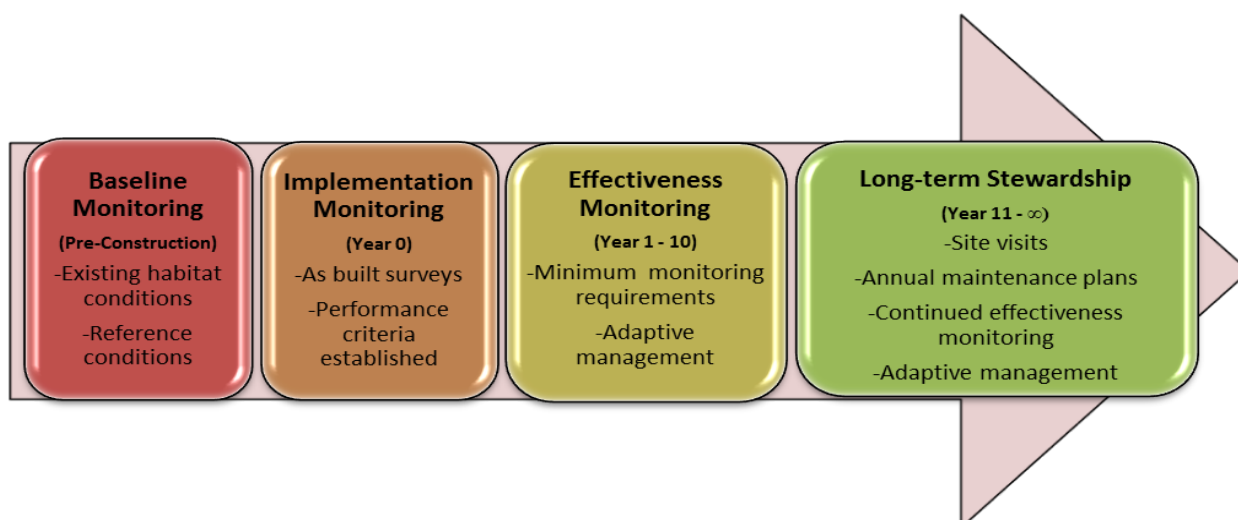 Baseline
Monitoring
(Pre-Construction)
-Existing habitat
conditions
-Reference
conditions
Implementation
Monitoring
(Year 0)
-As built surveys
-Performance
criteria
established
Effectiveness
Monitoring
(Year 1 - 10)
-Minimum monitoring
requirements
-Adaptive
management
Long-term Stewardship
(Year 11 - ∞)
-Site visits
-Annual maintenance plans
-Continued effectiveness
monitoring
-Adaptive management